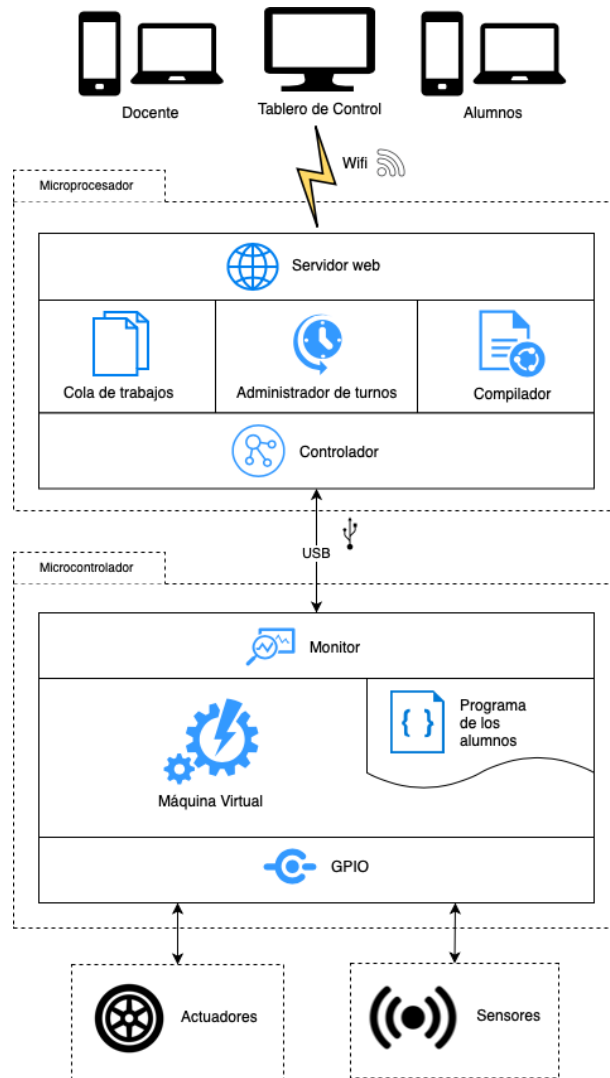 Docente
Tablero de Control
Alumnos
Wifi
Microprocesador
Servidor web
Cola de trabajos
Administrador de turnos
Compilador
Controlador
USB
Microcontrolador
Monitor
{ }
Programa
de los
alumnos
Máquina Virtual
GPIO
Actuadores
Sensores